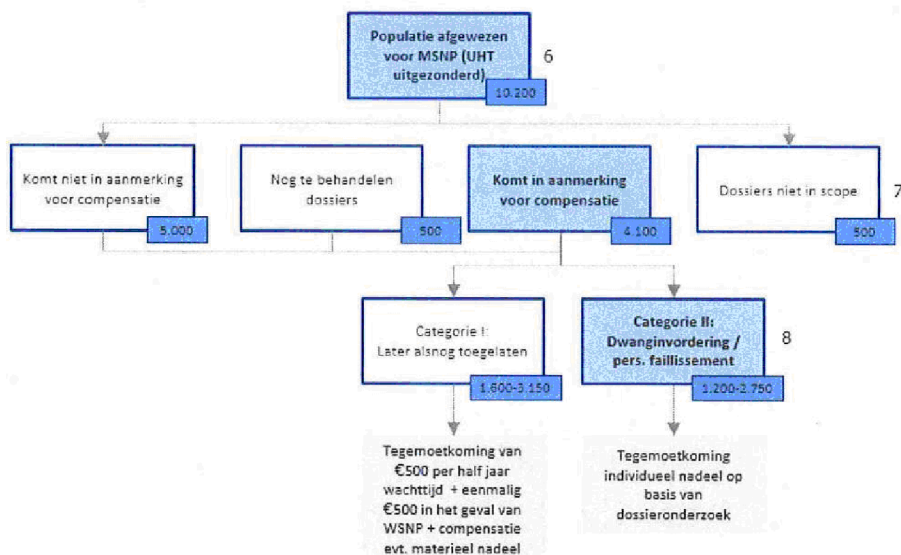 Populatie afgewezen
voor MSNP (UHT
uitgezonderd)
10.200
6
Komt niet in aanmerking
voor compensatie
5.000
Nog te behandelen
dossiers
500
Komt in aanmerking
voor compensatie
4.100
Dossiers niet in scope
500
7
Categorie I:
Later alsnog toegelaten
1.600-3.150
Categorie II:
Dwanginvordering /
pers. faillissement
1.200-2.750
8
Tegemoetkoming van
€500 per half jaar
wachttijd + eenmalig
€500 in het geval van
WSNP + compensatie
evt. materieel nadeel
Tegemoetkoming
individueel nadeel op
basis van
dossieronderzoek